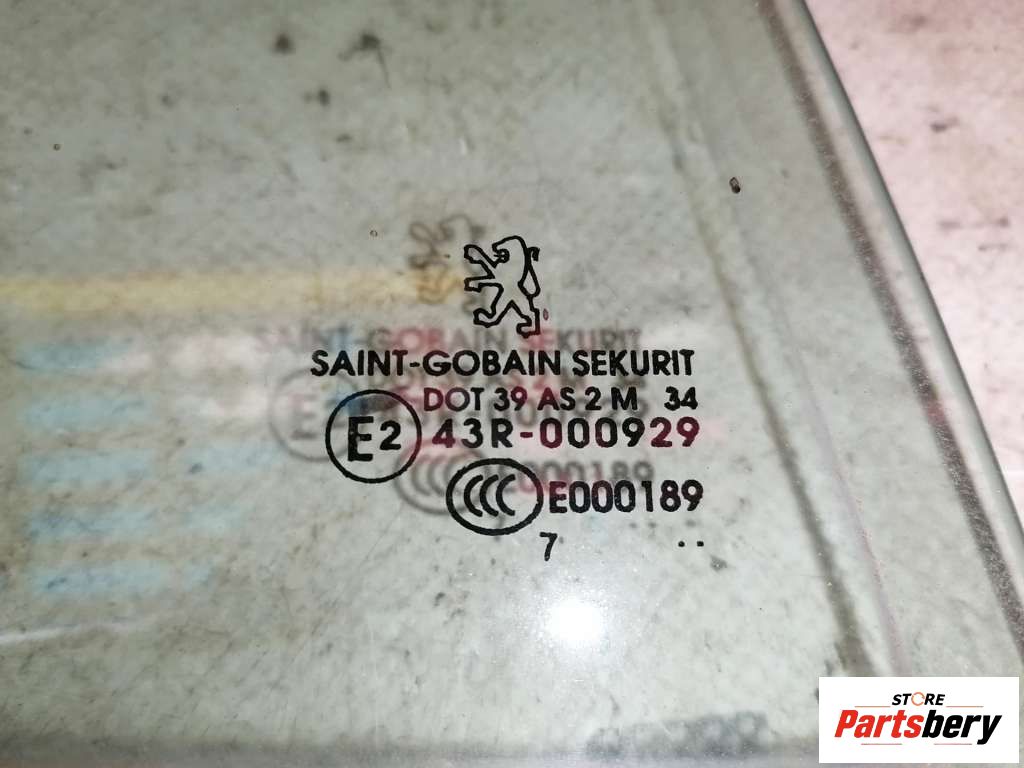 SAINT-GOBAIN SEKURIT
DOT 39 AS 2 M 34
E2 43R-000929
CCC E000189
7 ..
STORE
Partsbery